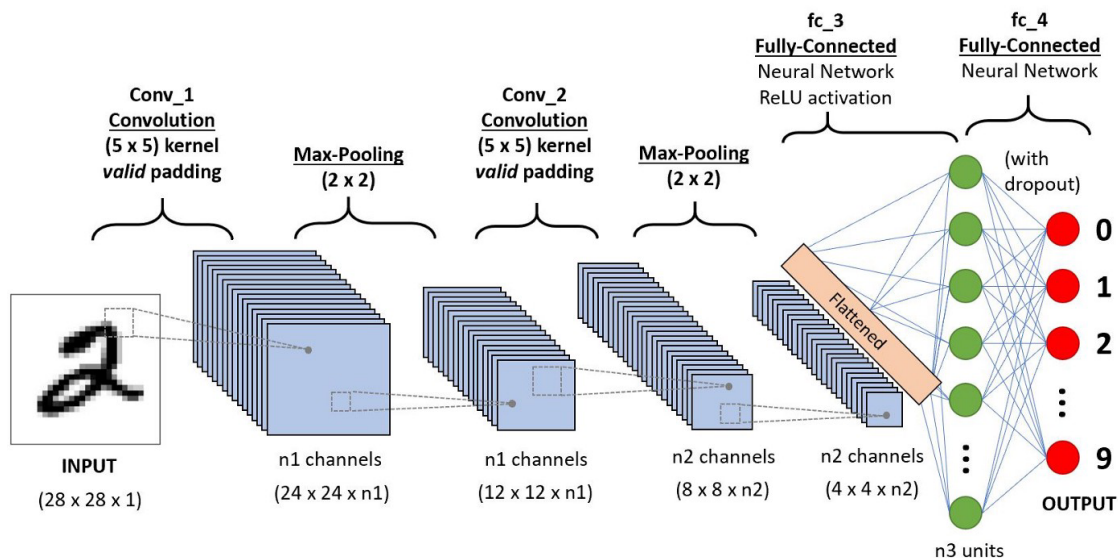 Conv_1
Convolution
(5 x 5) kernel
valid padding
Max-Pooling
(2 x 2)
Conv_2
Convolution
(5 x 5) kernel
valid padding
Max-Pooling
(2 x 2)
fc_3
Fully-Connected
Neural Network
ReLU activation
fc_4
Fully-Connected
Neural Network
(with
dropout)
INPUT
(28 x 28 x 1)
n1 channels
(24 x 24 x n1)
n1 channels
(12 x 12 x n1)
n2 channels
(8 x 8 x n2)
n2 channels
(4 x 4 x n2)
Flattened
n3 units
0
1
2
9
OUTPUT
2